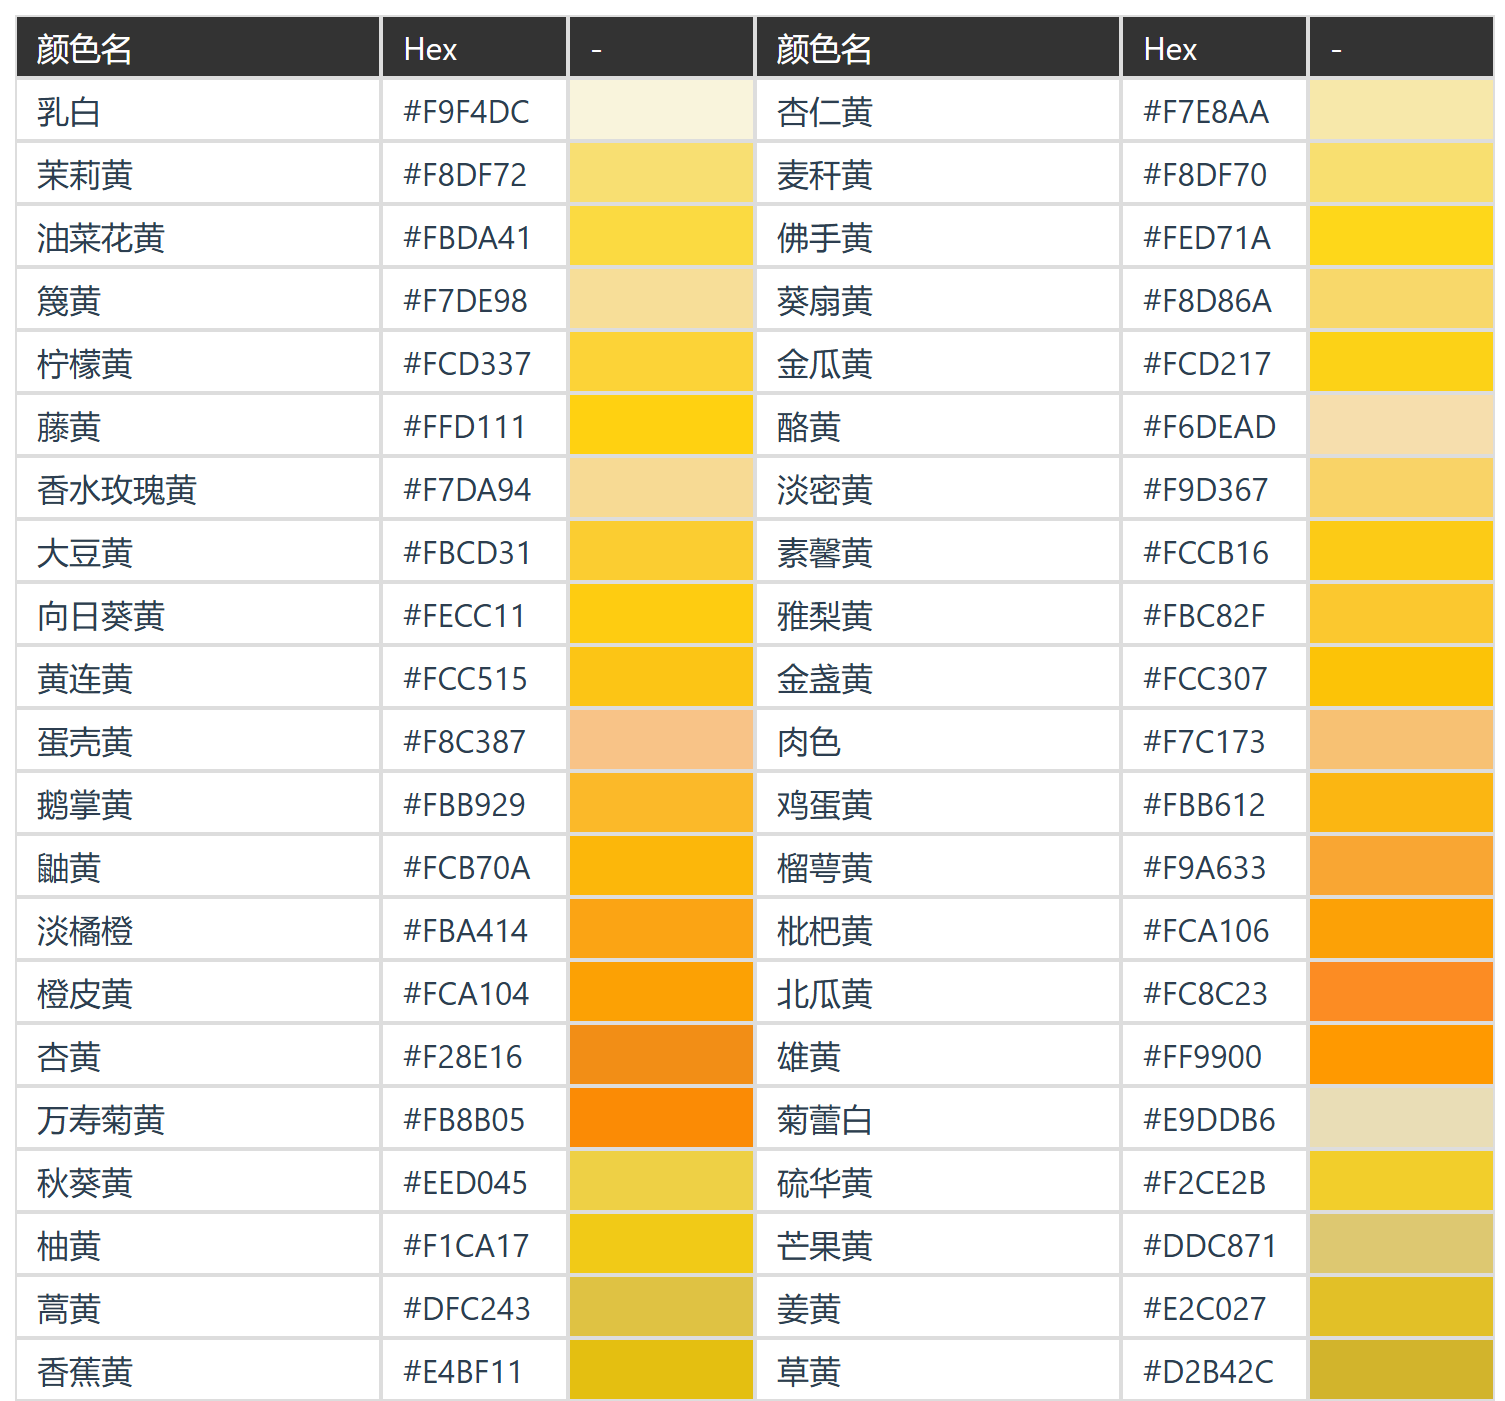 颜色名 Hex - 颜色名 Hex -
乳白 #F9F4DC 杏仁黄 #F7E8AA
茉莉黄 #F8DF72 麦秆黄 #F8DF70
油菜花黄 #FBDA41 佛手黄 #FED71A
篾黄 #F7DE98 葵扇黄 #F8D86A
柠檬黄 #FCD337 金瓜黄 #FCD217
藤黄 #FFD111 酪黄 #F6DEAD
香水玫瑰黄 #F7DA94 淡密黄 #F9D367
大豆黄 #FBCD31 素馨黄 #FCCB16
向日葵黄 #FECC11 雅梨黄 #FBC82F
黄连黄 #FCC515 金盏黄 #FCC307
蛋壳黄 #F8C387 肉色 #F7C173
鹅掌黄 #FBB929 鸡蛋黄 #FBB612
鼬黄 #FCB70A 榴萼黄 #F9A633
淡橘橙 #FBA414 枇杷黄 #FCA106
橙皮黄 #FCA104 北瓜黄 #FC8C23
杏黄 #F28E16 雄黄 #FF9900
万寿菊黄 #FB8B05 菊蕾白 #E9DDB6
秋葵黄 #EED045 硫华黄 #F2CE2B
柚黄 #F1CA17 芒果黄 #DDC871
蒿黄 #DFC243 姜黄 #E2C027
香蕉黄 #E4BF11 草黄 #D2B42C